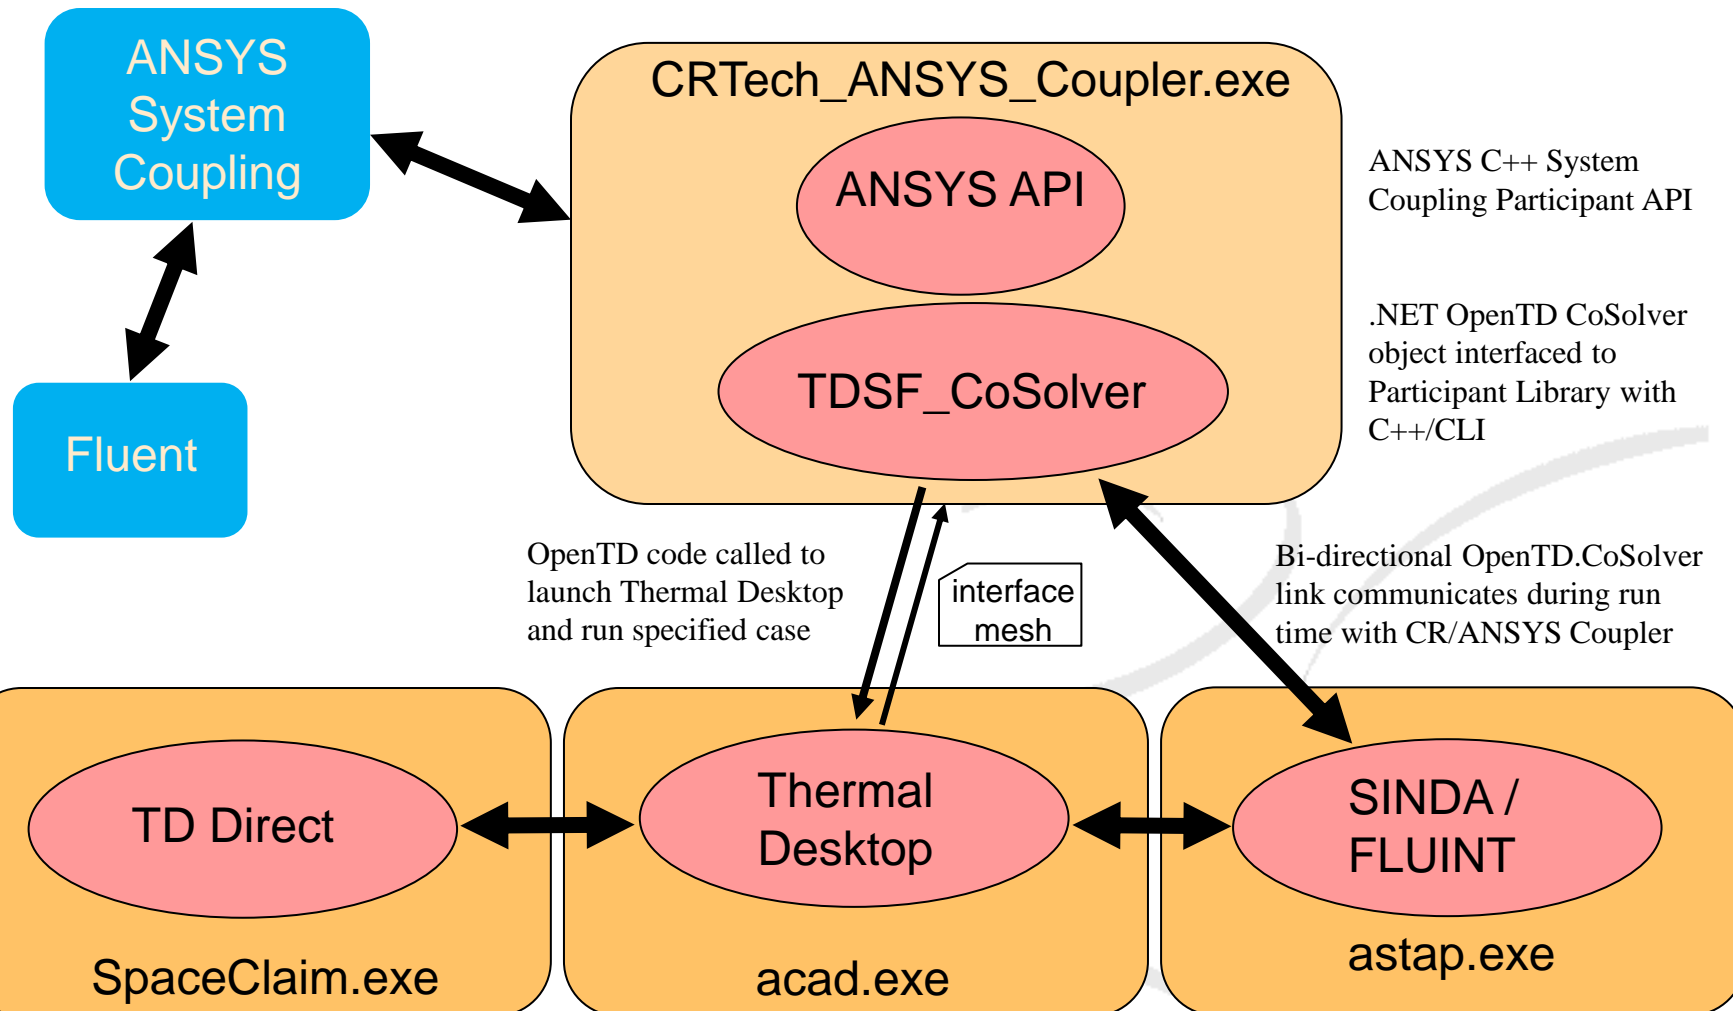 ANSYS
System
Coupling
Fluent
CRTech_ANSYS_Coupler.exe
ANSYS API
TDSF_CoSolver
ANSYS C++ System
Coupling Participant API
.NET OpenTD CoSolver
object interfaced to
Participant Library with
C++/CLI
OpenTD code called to
launch Thermal Desktop
and run specified case
interface
mesh
Bi-directional OpenTD.CoSolver
link communicates during run
time with CR/ANSYS Coupler
TD Direct
SpaceClaim.exe
Thermal
Desktop
acad.exe
SINDA /
FLUINT
astap.exe